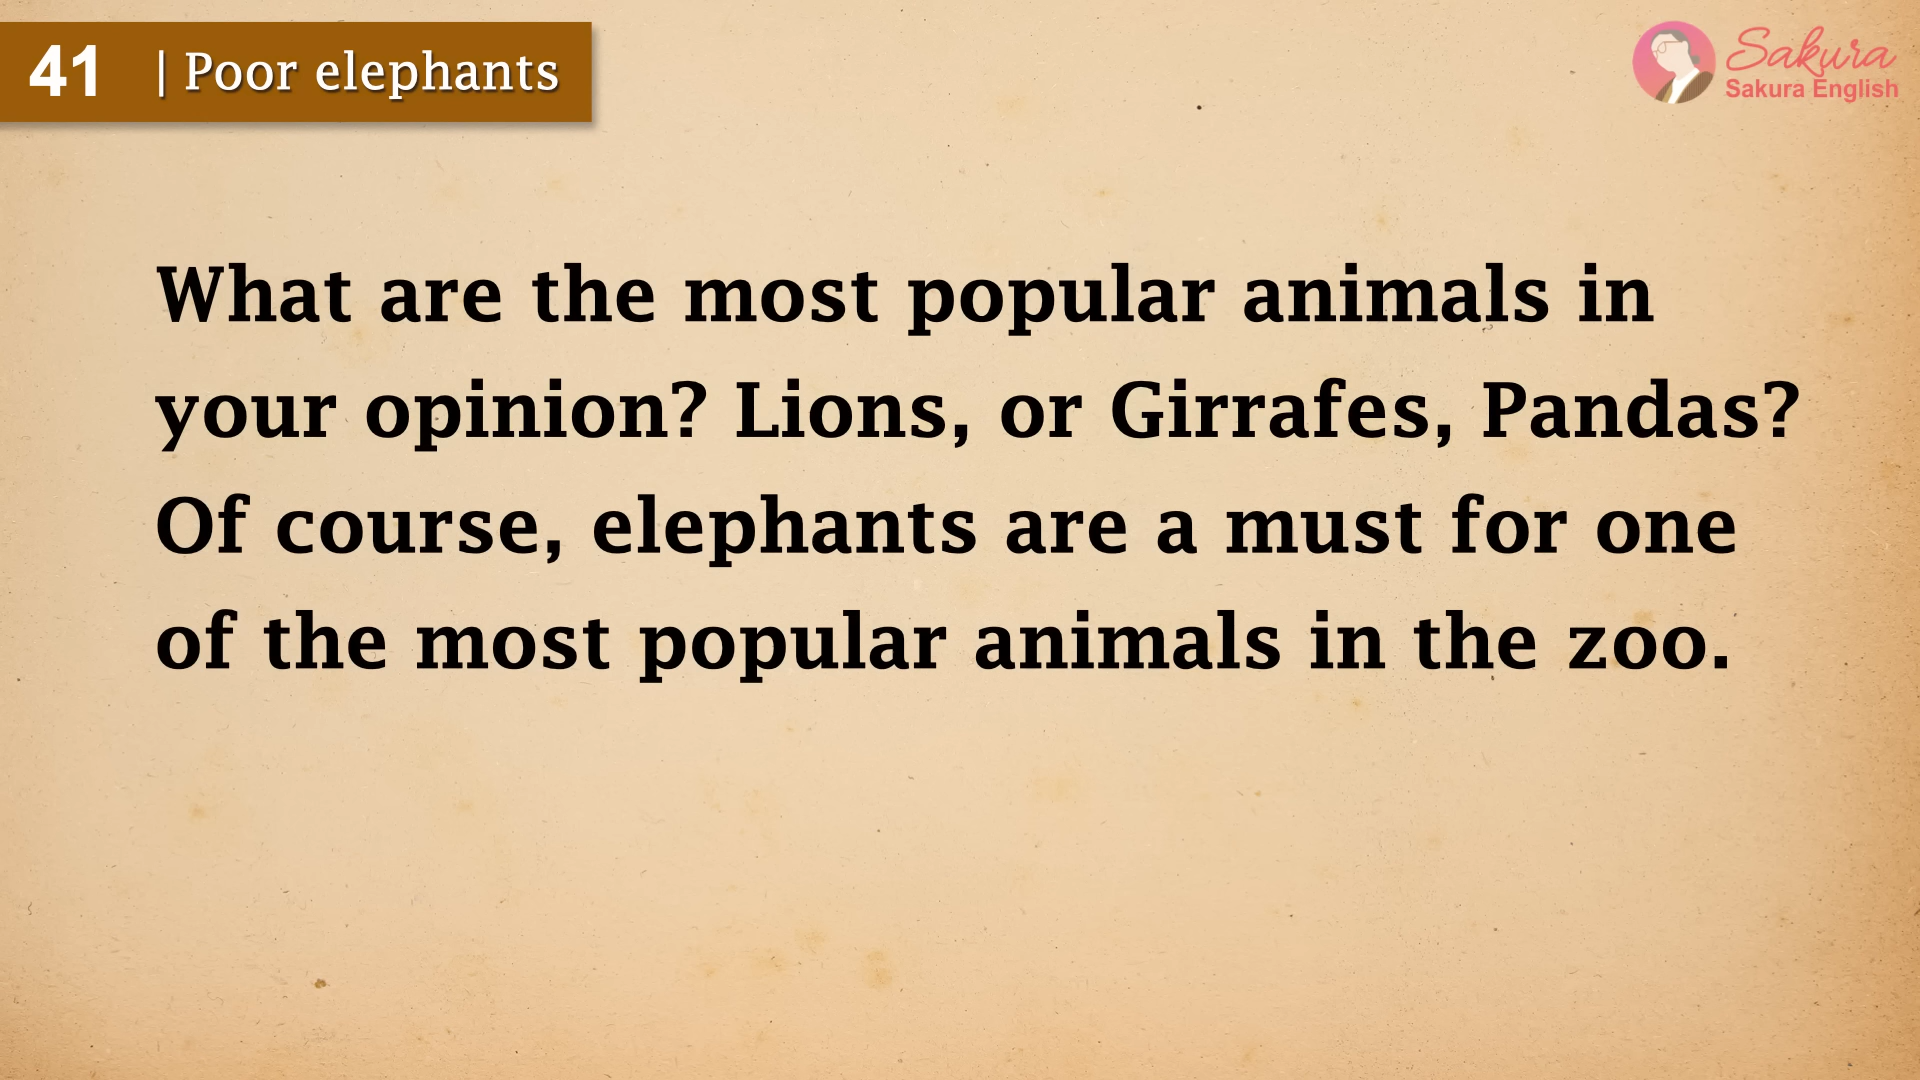 41 | Poor elephants
Sakura
Sakura English
What are the most popular animals in
your opinion? Lions, or Girrafes, Pandas?
Of course, elephants are a must for one
of the most popular animals in the zoo.